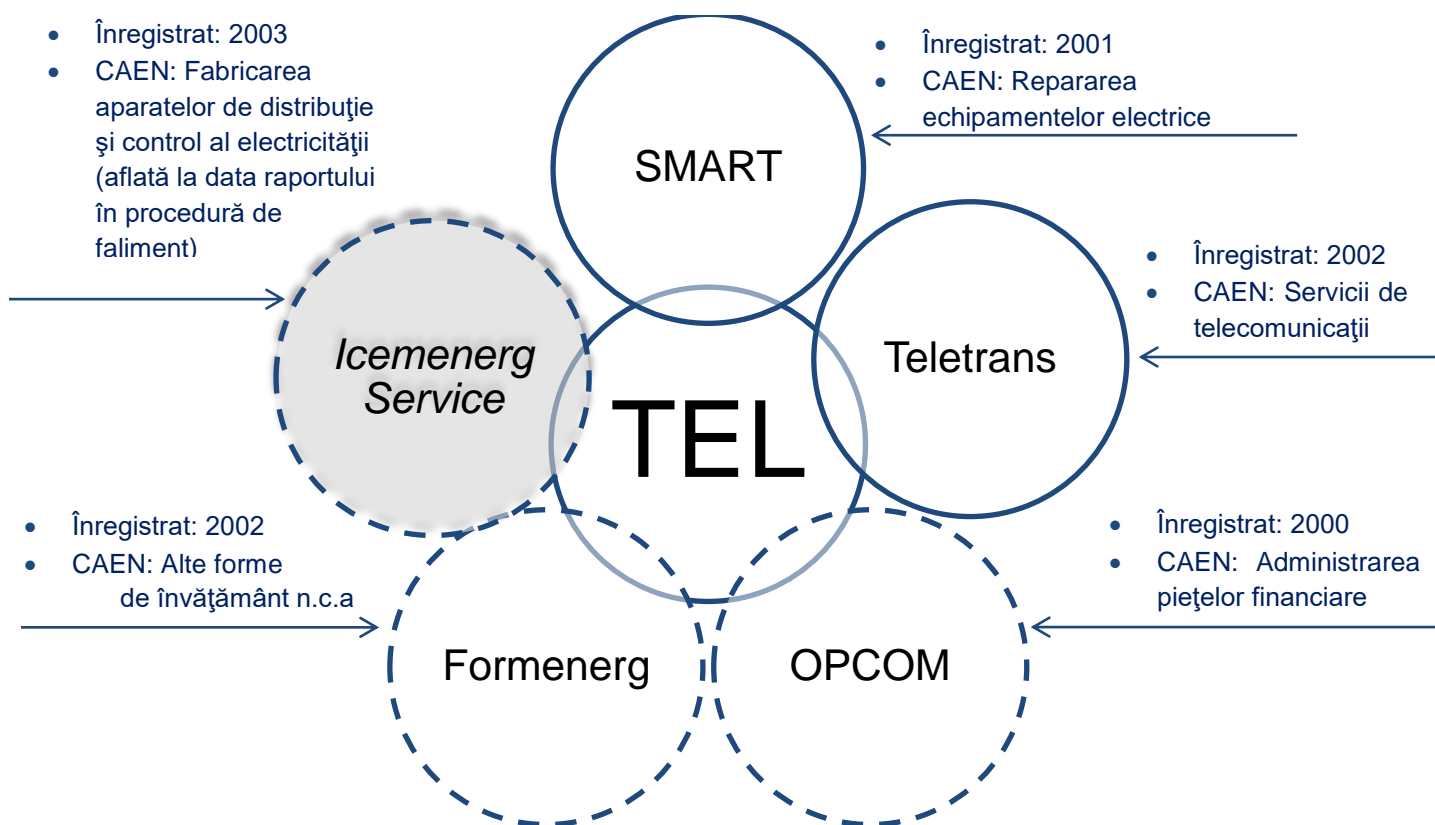 • Înregistrat: 2003
• CAEN: Fabricarea
aparatelor de distribuţie
şi control al electricităţii
(aflată la data raportului
în procedură de
faliment)
• Înregistrat: 2001
• CAEN: Repararea
echipamentelor electrice
SMART
• Înregistrat: 2002
• CAEN: Servicii de
telecomunicaţii
Teletrans
Icemenerg
Service
TEL
• Înregistrat: 2002
• CAEN: Alte forme
de învăţământ n.c.a
• Înregistrat: 2000
• CAEN: Administrarea
pieţelor financiare
Formenerg
OPCOM